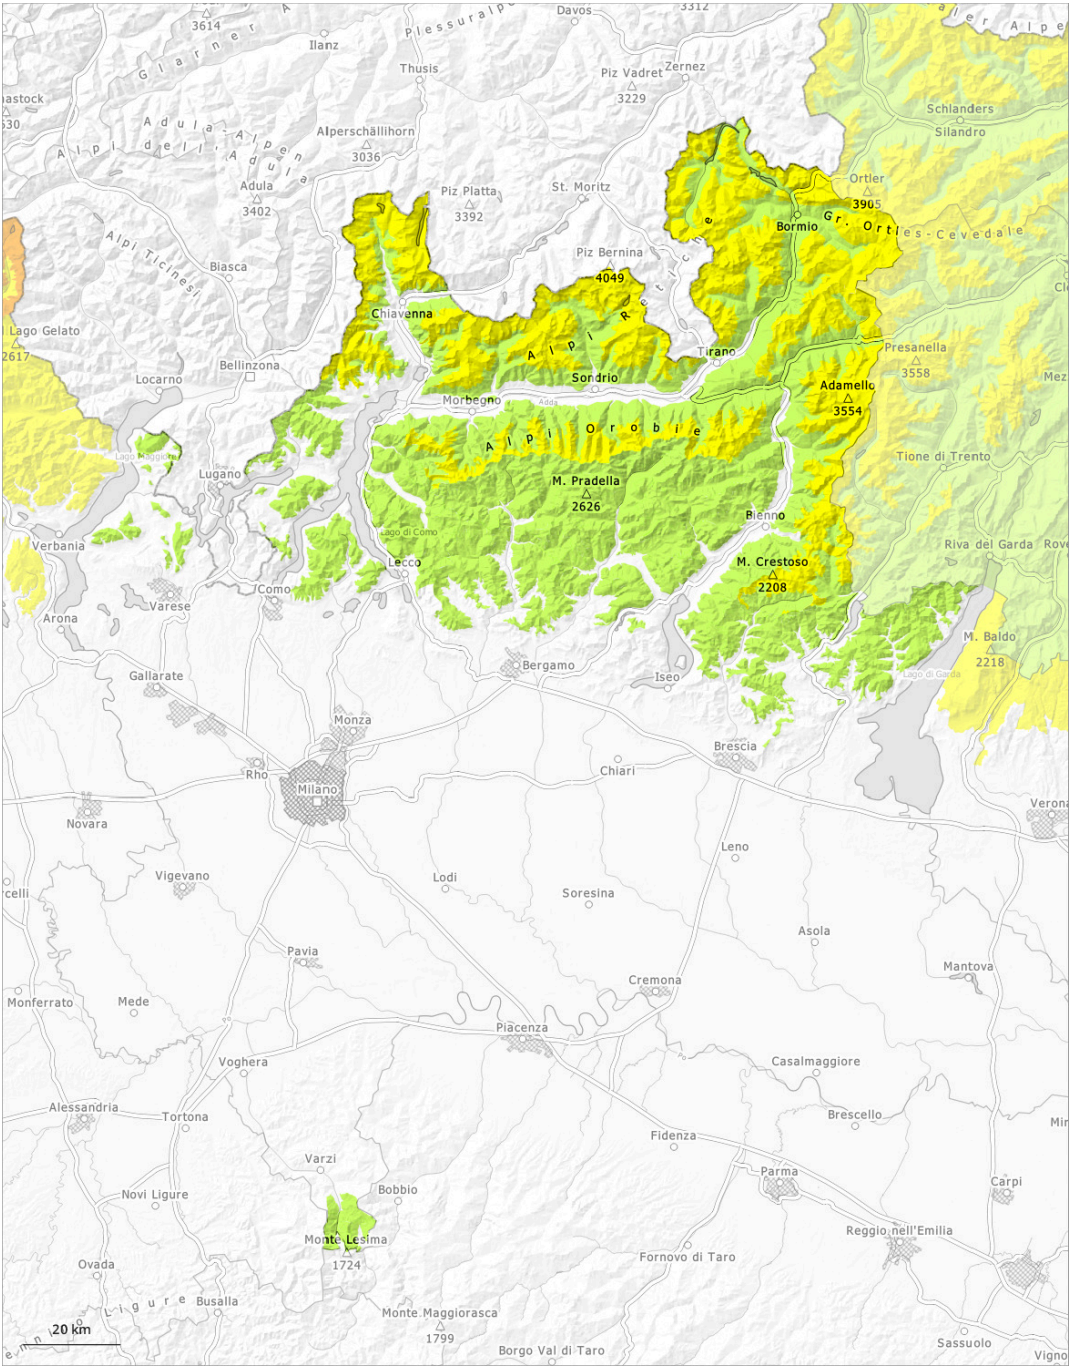 3614
Davos
3312
Plessuralpe
Ilanz
Glarner A
Thusis
Piz Vadret
3229
Zernez
Schlanders
Silandro
Adula-Alpen
Alpi dell'Adula
Alperschällihorn
3036
Adula
3402
Piz Platta
3392
St. Moritz
Ortler
3905
Bormio
Gr. Ortles-Cevedale
Alpi Ticinesi
Biasca
Piz Bernina
4049
Chiavenna
Alpi Retiche
l Lago Gelato
2617
Tirano
Presanella
3558
Bellinzona
Locarno
Sondrio
Morbegno
Adda
Adamello
3554
Mez
Alpi Orobie
Lago Maggiore
Lugano
Tione di Trento
M. Pradella
2626
Bienno
Lago di Como
Verbania
Riva del Garda
Rove
Lecco
M. Crestoso
2208
Como
Varese
Arona
M. Baldo
2218
Bergamo
Iseo
Lago di Garda
Gallarate
Monza
Brescia
Rho
Chiari
Milano
Novara
Verona
Leno
Vigevano
Lodi
Soresina
rcelli
Asola
Pavia
Mantova
Cremona
Monferrato
Mede
Piacenza
Voghera
Casalmaggiore
Alessandria
Tortona
Brescello
Mir
Fidenza
Varzi
Parma
Bobbio
Novi Ligure
Carpi
Monte Lesima
1724
Reggio nell'Emilia
Fornovo di Taro
Ovada
Ligure
Busalla
Monte Maggiorasca
1799
20 km
Sassuolo
Borgo Val di Taro
Vigno